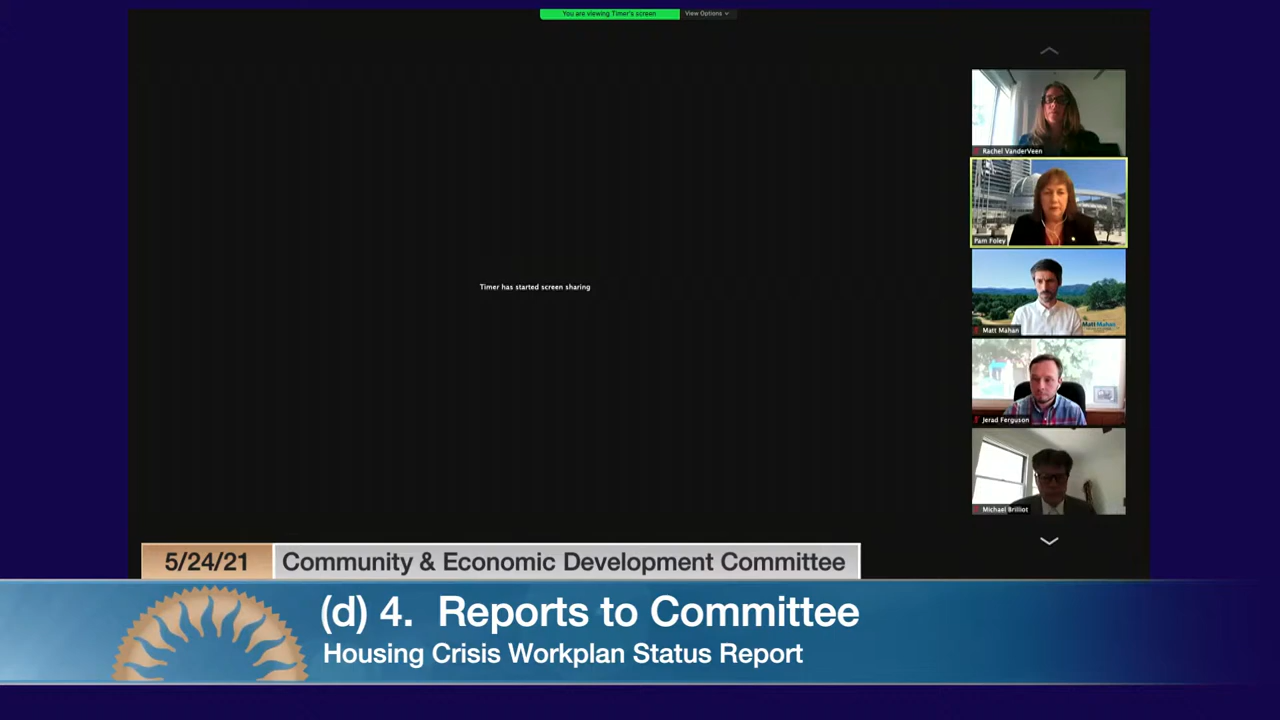 You are viewing Timer's screen
View Options
Timer has started screen sharing
Rachel VanderVeen
Pam Foley
Matt Mahan
Matt Mahan
Jerad Ferguson
Michael Brilliot
5/24/21
Community & Economic Development Committee
(d) 4. Reports to Committee
Housing Crisis Workplan Status Report